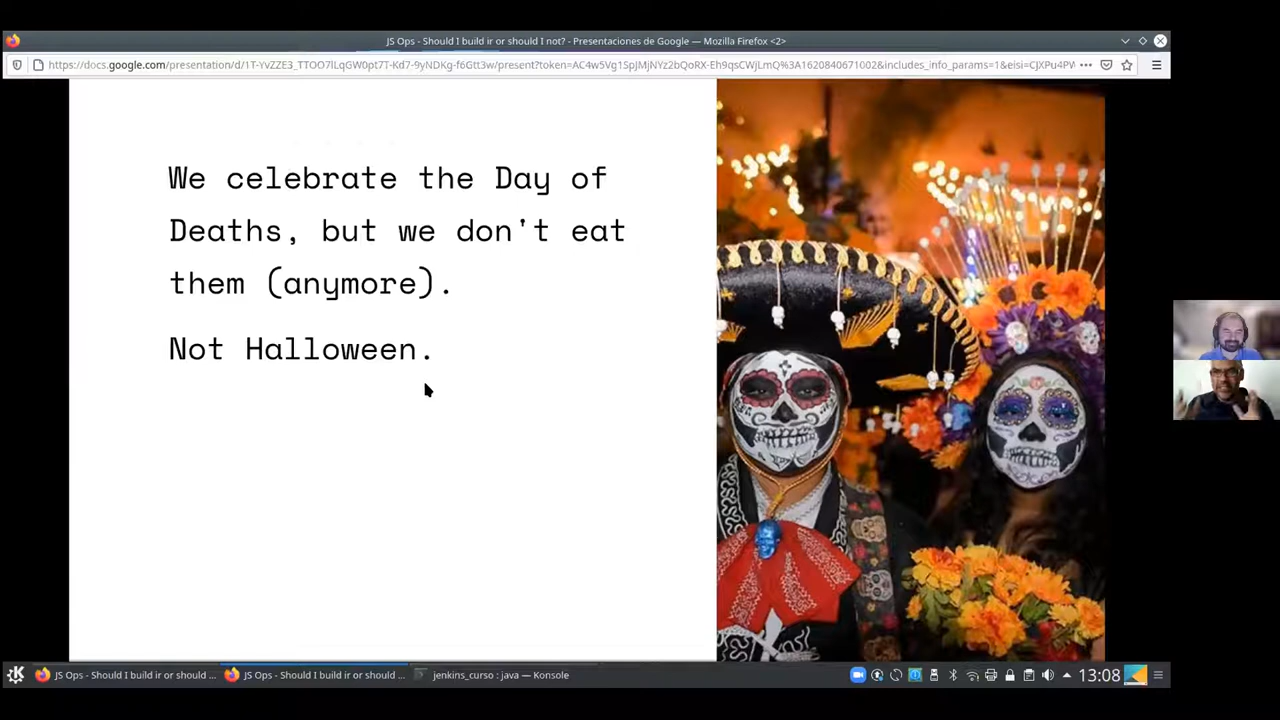 JS Ops - Should I build ir or should I not? - Presentaciones de Google — Mozilla Firefox <2>
We celebrate the Day of
Deaths, but we don't eat
them (anymore).
Not Halloween.
JS Ops - Should I build ir or should ...
JS Ops - Should I build ir or should ...
jenkins_curso : java — Konsole
13:08